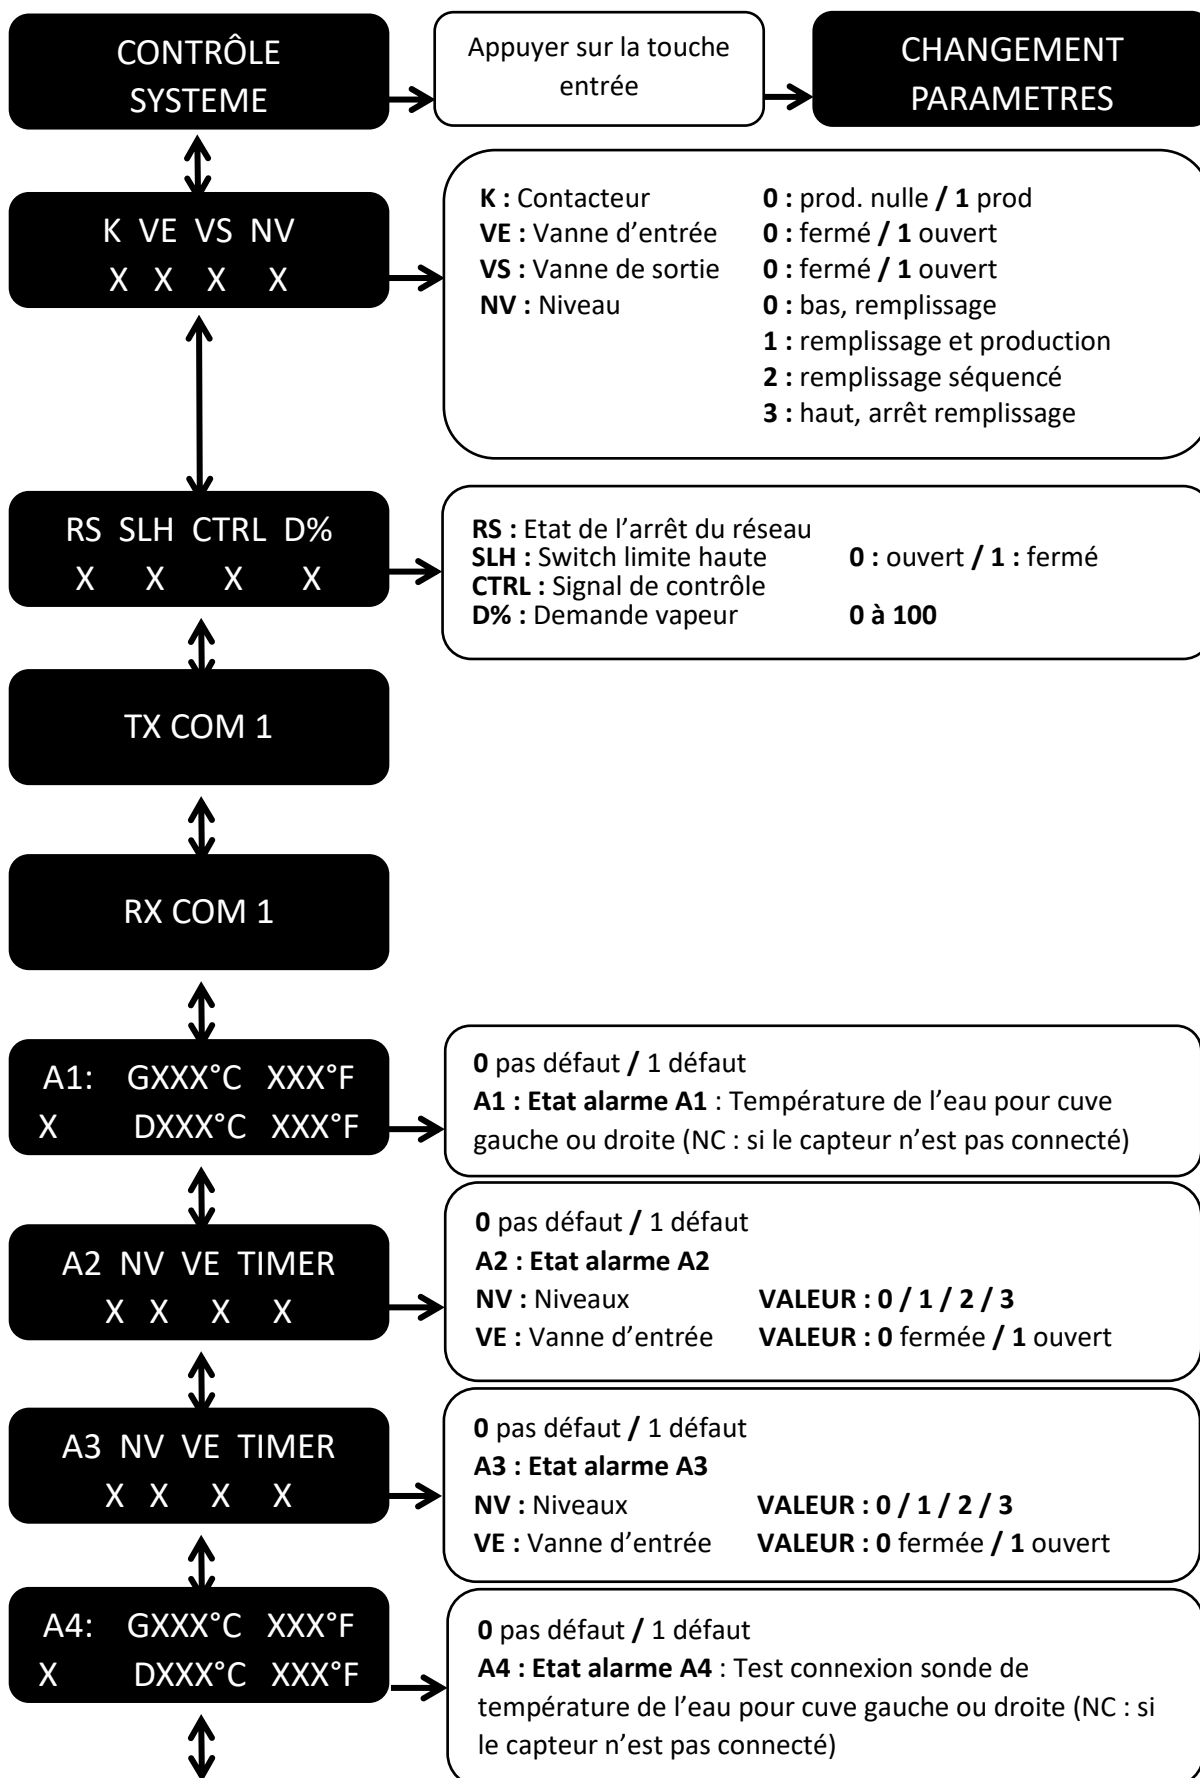 CONTRÔLE
SYSTEME
Appuyer sur la touche
entrée
CHANGEMENT
PARAMETRES
K VE VS NV
X X X X
K : Contacteur 0 : prod. nulle / 1 prod
VE : Vanne d’entrée 0 : fermé / 1 ouvert
VS : Vanne de sortie 0 : fermé / 1 ouvert
NV : Niveau 0 : bas, remplissage
1 : remplissage et production
2 : remplissage séquencé
3 : haut, arrêt remplissage
RS SLH CTRL D%
X X X X
RS : Etat de l’arrêt du réseau
SLH : Switch limite haute 0 : ouvert / 1 : fermé
CTRL : Signal de contrôle
D% : Demande vapeur 0 à 100
TX COM 1
RX COM 1
A1: GXXX°C XXX°F
X DXXX°C XXX°F
0 pas défaut / 1 défaut
A1 : Etat alarme A1 : Température de l’eau pour cuve
gauche ou droite (NC : si le capteur n’est pas connecté)
A2 NV VE TIMER
X X X X
0 pas défaut / 1 défaut
A2 : Etat alarme A2
NV : Niveaux VALEUR : 0 / 1 / 2 / 3
VE : Vanne d’entrée VALEUR : 0 fermée / 1 ouvert
A3 NV VE TIMER
X X X X
0 pas défaut / 1 défaut
A3 : Etat alarme A3
NV : Niveaux VALEUR : 0 / 1 / 2 / 3
VE : Vanne d’entrée VALEUR : 0 fermée / 1 ouvert
A4: GXXX°C XXX°F
X DXXX°C XXX°F
0 pas défaut / 1 défaut
A4 : Etat alarme A4 : Test connexion sonde de
température de l’eau pour cuve gauche ou droite (NC : si
le capteur n’est pas connecté)